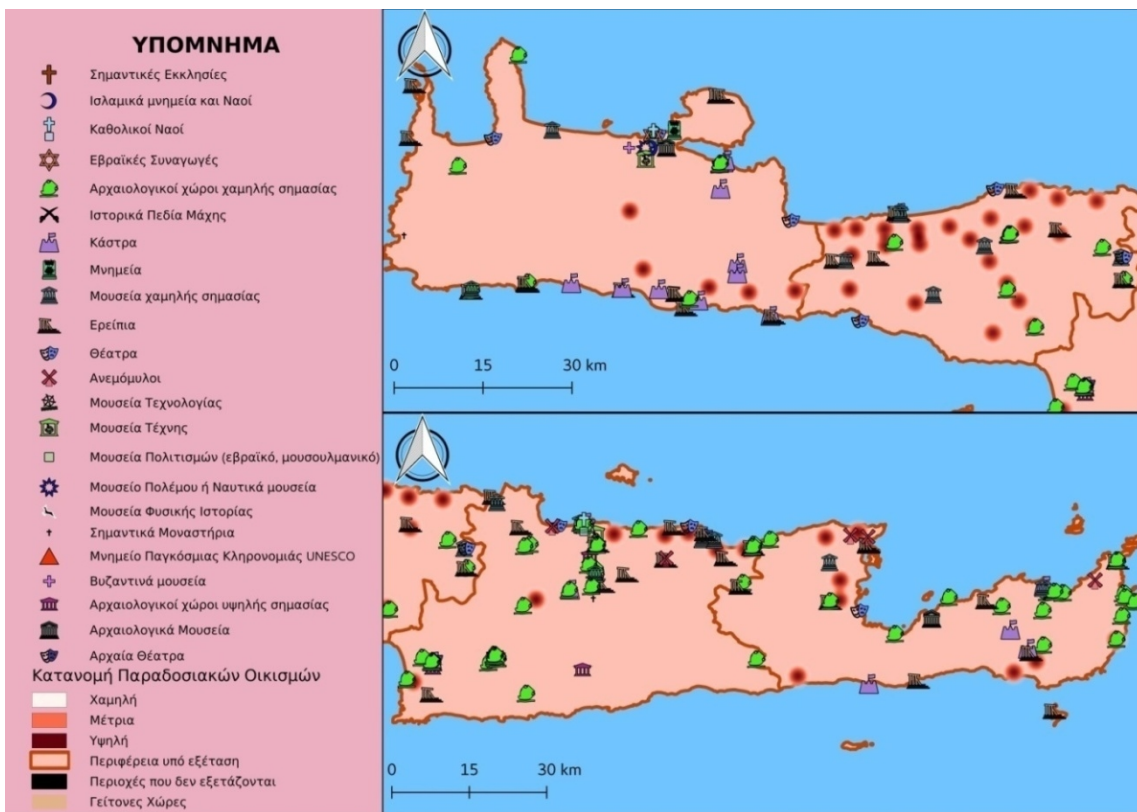 ΥΠΟΜΝΗΜΑ
Σημαντικές Εκκλησίες
Ισλαμικά μνημεία και Ναοί
Καθολικοί Ναοί
Εβραϊκές Συναγωγές
Αρχαιολογικοί χώροι χαμηλής σημασίας
Ιστορικά Πεδία Μάχης
Κάστρα
Μνημεία
Μουσεία χαμηλής σημασίας
Ερείπια
Θέατρα
Ανεμόμυλοι
Μουσεία Τεχνολογίας
Μουσεία Τέχνης
Μουσεία Πολιτισμών (εβραϊκό, μουσουλμανικό)
Μουσείο Πολέμου ή Ναυτικά μουσεία
Μουσεία Φυσικής Ιστορίας
Σημαντικά Μοναστήρια
Μνημείο Παγκόσμιας Κληρονομιάς UNESCO
Βυζαντινά μουσεία
Αρχαιολογικοί χώροι υψηλής σημασίας
Αρχαιολογικά Μουσεία
Αρχαία Θέατρα
Κατανομή Παραδοσιακών Οικισμών
Χαμηλή
Μέτρια
Υψηλή
Περιφέρεια υπό εξέταση
Περιοχές που δεν εξετάζονται
Γείτονες Χώρες
0 15 30 km
0 15 30 km